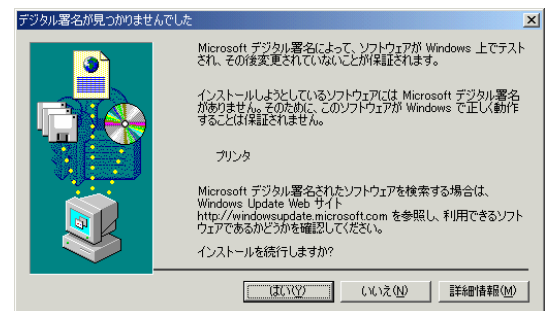 デジタル署名が見つかりませんでした
Microsoft デジタル署名によって、ソフトウェアが Windows 上でテスト
され、その後変更されていないことが保証されます。
インストールしようとしているソフトウェアには Microsoft デジタル署名
がありません。そのために、このソフトウェアが Windows で正しく動作
することは保証されません。
プリンタ
Microsoft デジタル署名されたソフトウェアを検索する場合は、
Windows Update Web サイト
http://windowsupdate.microsoft.com を参照し、利用できるソフト
ウェアであるかどうかを確認してください。
インストールを続行しますか?
はい(Y) いいえ(N) 詳細情報(M)